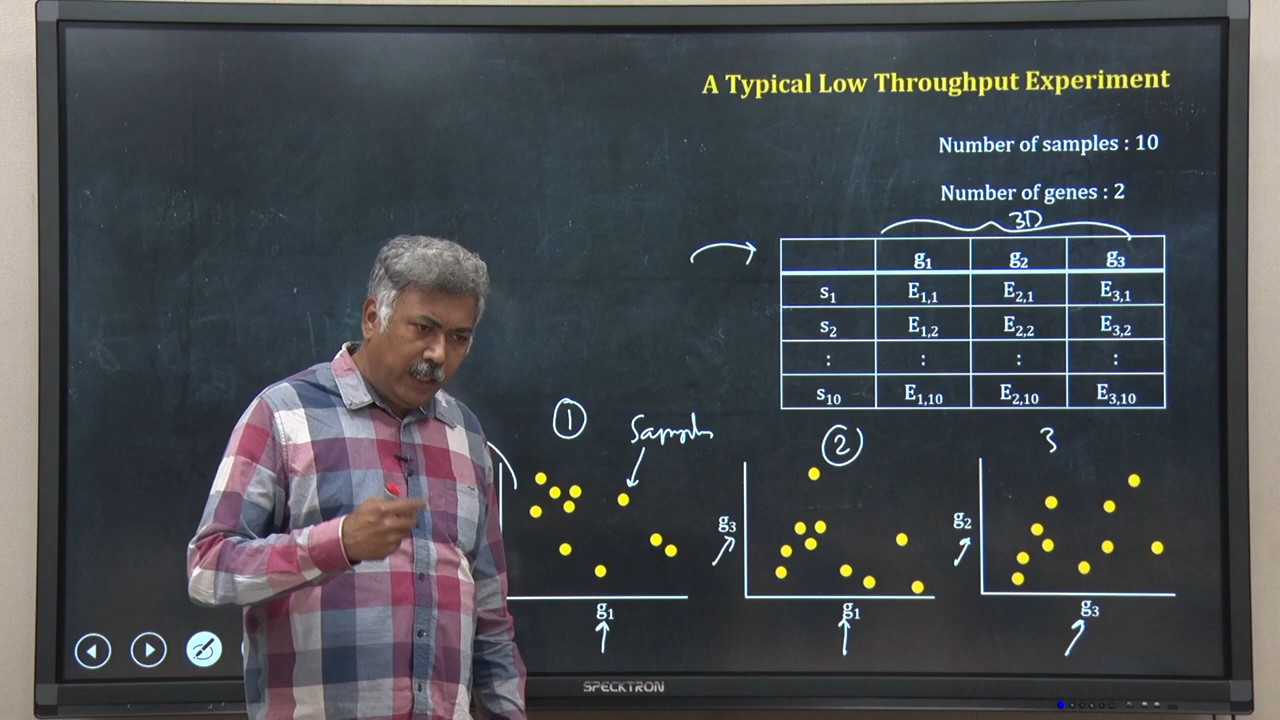 A Typical Low Throughput Experiment
Number of samples : 10
Number of genes : 2
3D
g₁ g₂ g₃
s₁ E₁,₁ E₂,₁ E₃,₁
s₂ E₁,₂ E₂,₂ E₃,₂
: : : :
s₁₀ E₁,₁₀ E₂,₁₀ E₃,₁₀
1
Samples
2
3
g₃
g₂
g₁
g₁
g₃
SPECKTRON